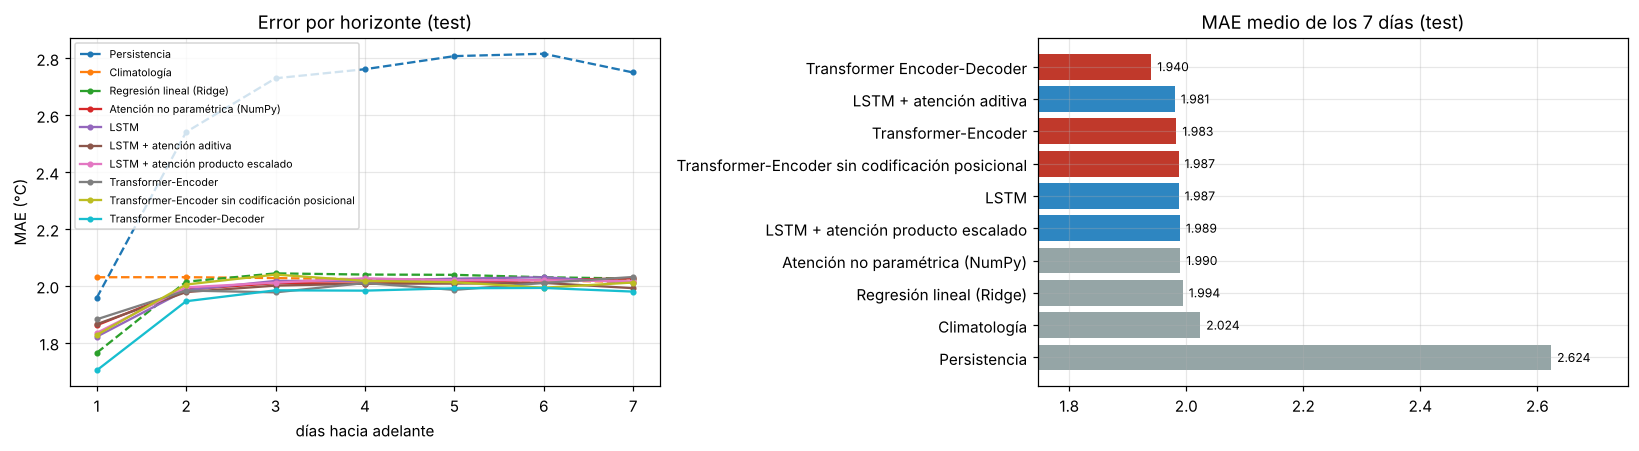 Error por horizonte (test)
Persistencia
Climatología
Regresión lineal (Ridge)
Atención no paramétrica (NumPy)
LSTM
LSTM + atención aditiva
LSTM + atención producto escalado
Transformer-Encoder
Transformer-Encoder sin codificación posicional
Transformer Encoder-Decoder
MAE (°C)
2.8
2.6
2.4
2.2
2.0
1.8
1 2 3 4 5 6 7
días hacia adelante
MAE medio de los 7 días (test)
Transformer Encoder-Decoder 1.940
LSTM + atención aditiva 1.981
Transformer-Encoder 1.983
Transformer-Encoder sin codificación posicional 1.987
LSTM 1.987
LSTM + atención producto escalado 1.989
Atención no paramétrica (NumPy) 1.990
Regresión lineal (Ridge) 1.994
Climatología 2.024
Persistencia 2.624
1.8 2.0 2.2 2.4 2.6